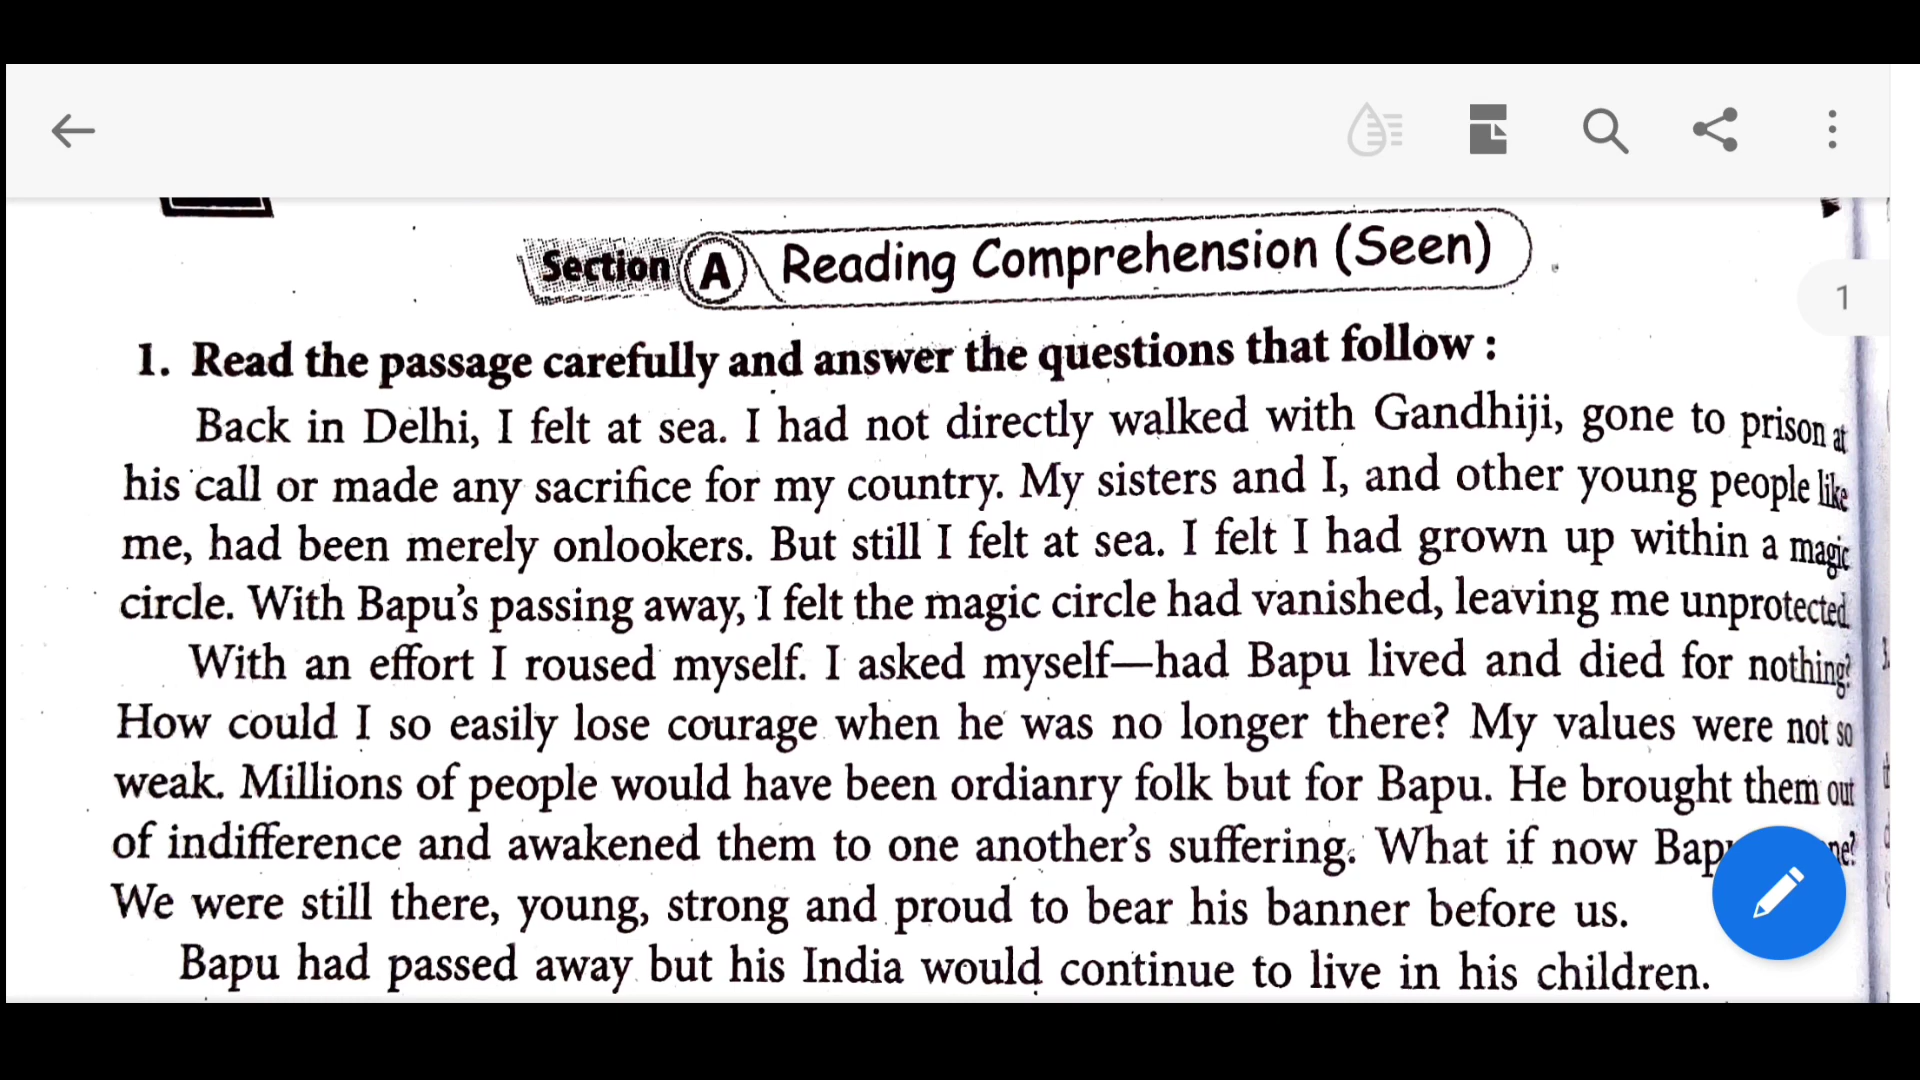 1
Section A Reading Comprehension (Seen)
1. Read the passage carefully and answer the questions that follow :
Back in Delhi, I felt at sea. I had not directly walked with Gandhiji, gone to prison at
his call or made any sacrifice for my country. My sisters and I, and other young people like
me, had been merely onlookers. But still I felt at sea. I felt I had grown up within a magic
circle. With Bapu's passing away, I felt the magic circle had vanished, leaving me unprotected
With an effort I roused myself. I asked myself—had Bapu lived and died for nothing?
How could I so easily lose courage when he was no longer there? My values were not so
weak. Millions of people would have been ordianry folk but for Bapu. He brought them out
of indifference and awakened them to one another's suffering. What if now
We were still there, young, strong and proud to bear his banner before us.
Bapu had passed away but his India would continue to live in his children.